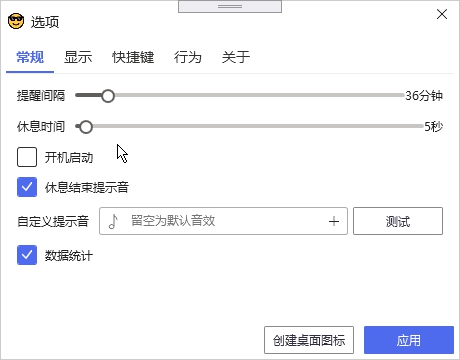 选项
常规 显示 快捷键 行为 关于
提醒间隔 36分钟
休息时间 5秒
开机启动
休息结束提示音
自定义提示音 留空为默认音效 测试
数据统计
创建桌面图标 应用